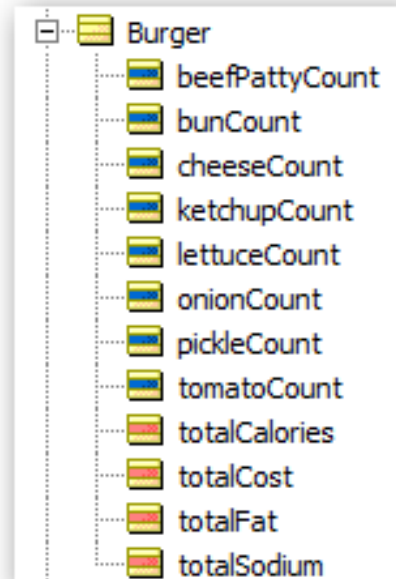 Burger
beefPattyCount
bunCount
cheeseCount
ketchupCount
lettuceCount
onionCount
pickleCount
tomatoCount
totalCalories
totalCost
totalFat
totalSodium